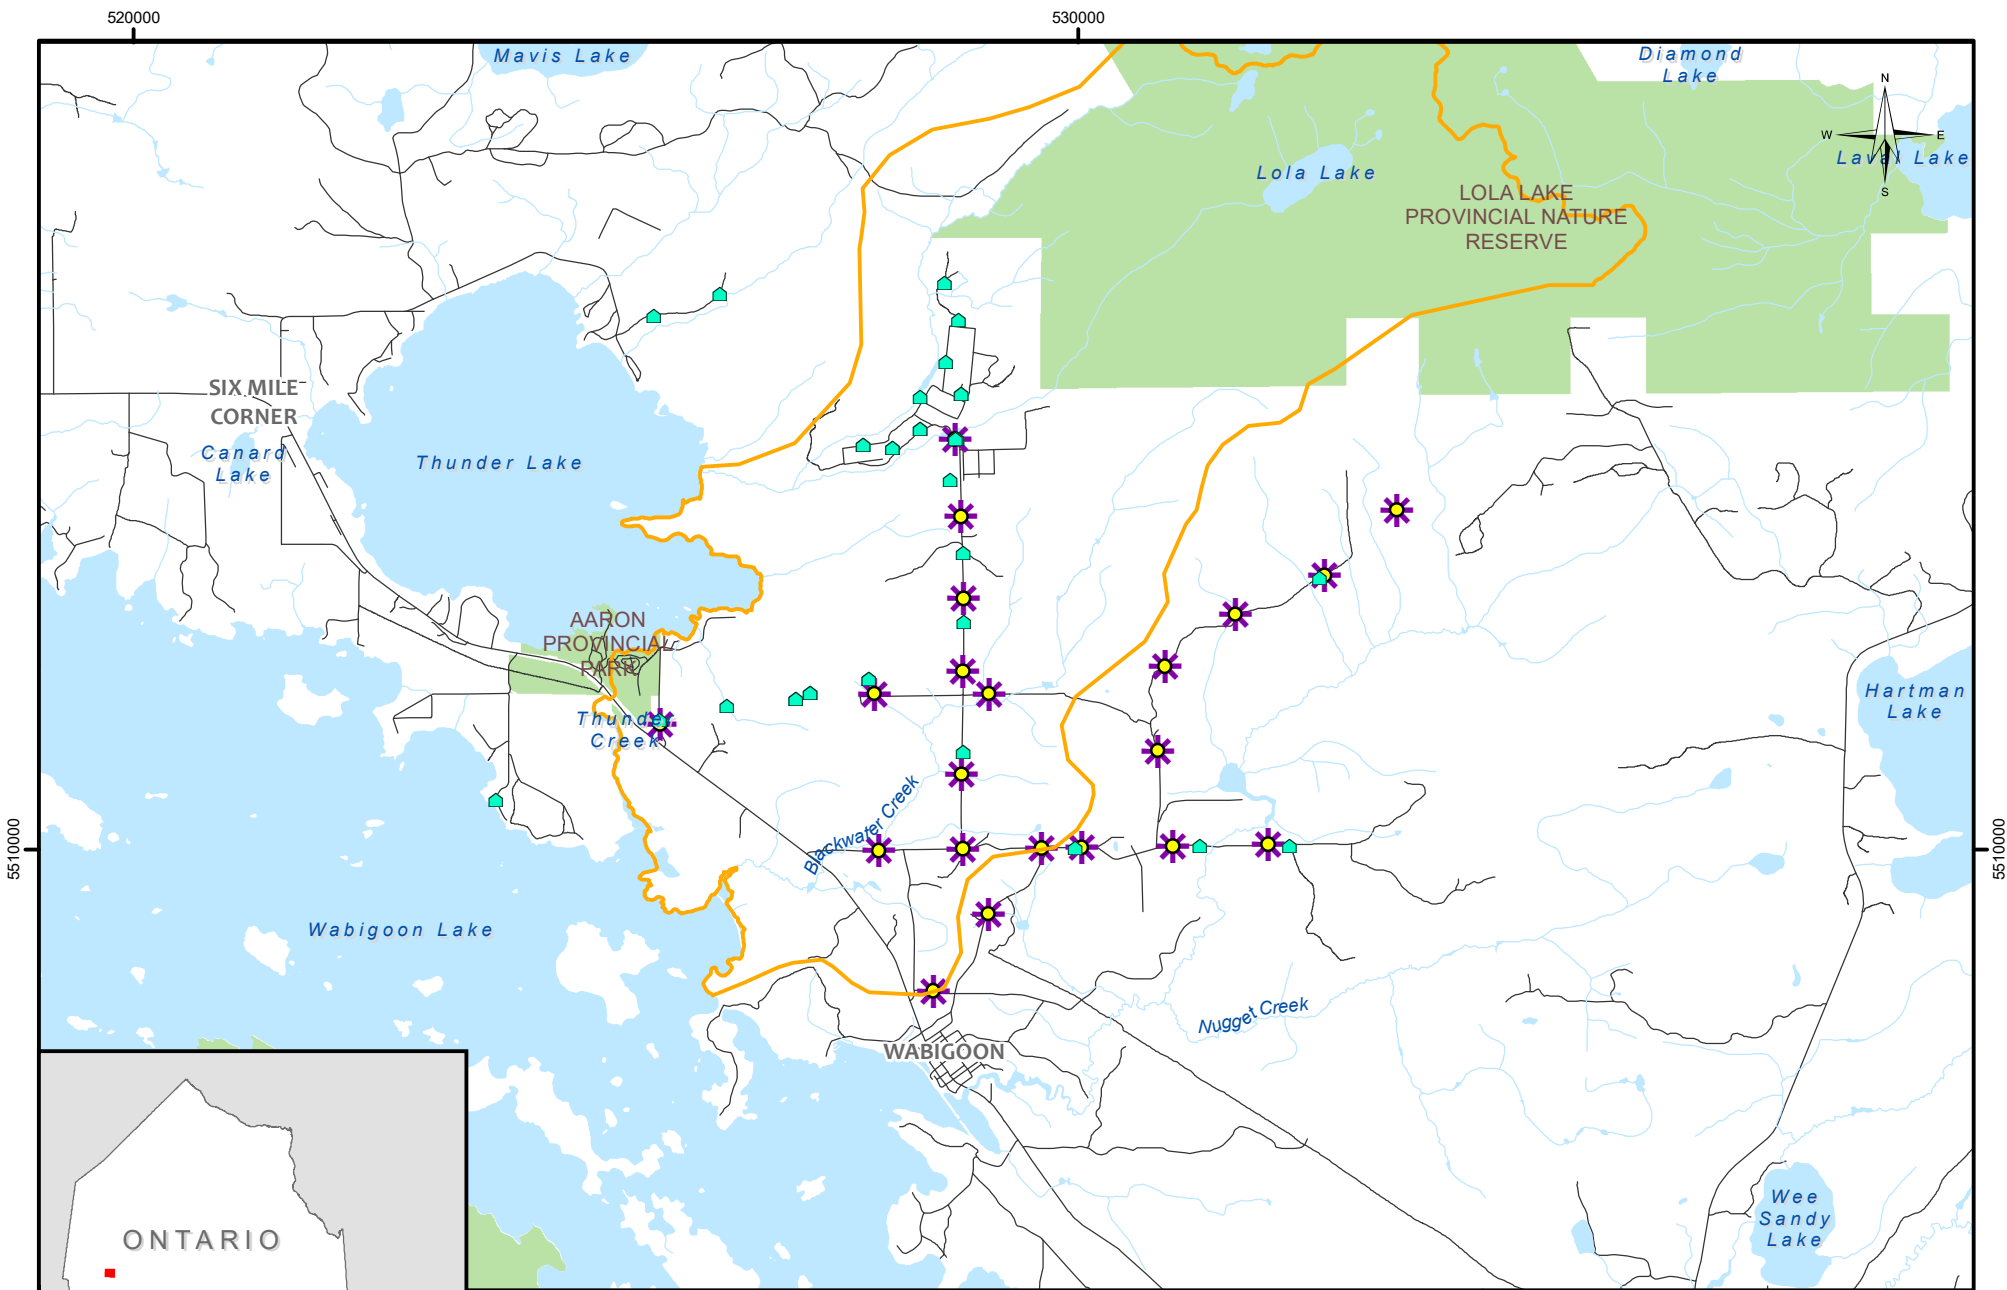 520000
530000
Mavis Lake
Diamond
Lake
N
W
E
S
Laval Lake
Lola Lake
LOLA LAKE
PROVINCIAL NATURE
RESERVE
SIX MILE
CORNER
Canard
Lake
Thunder Lake
AARON
PROVINCIAL
PARK
Thunder
Creek
Hartman
Lake
Blackwater Creek
5510000
5510000
Wabigoon Lake
Nugget Creek
WABIGOON
Wee
Sandy
Lake
ONTARIO